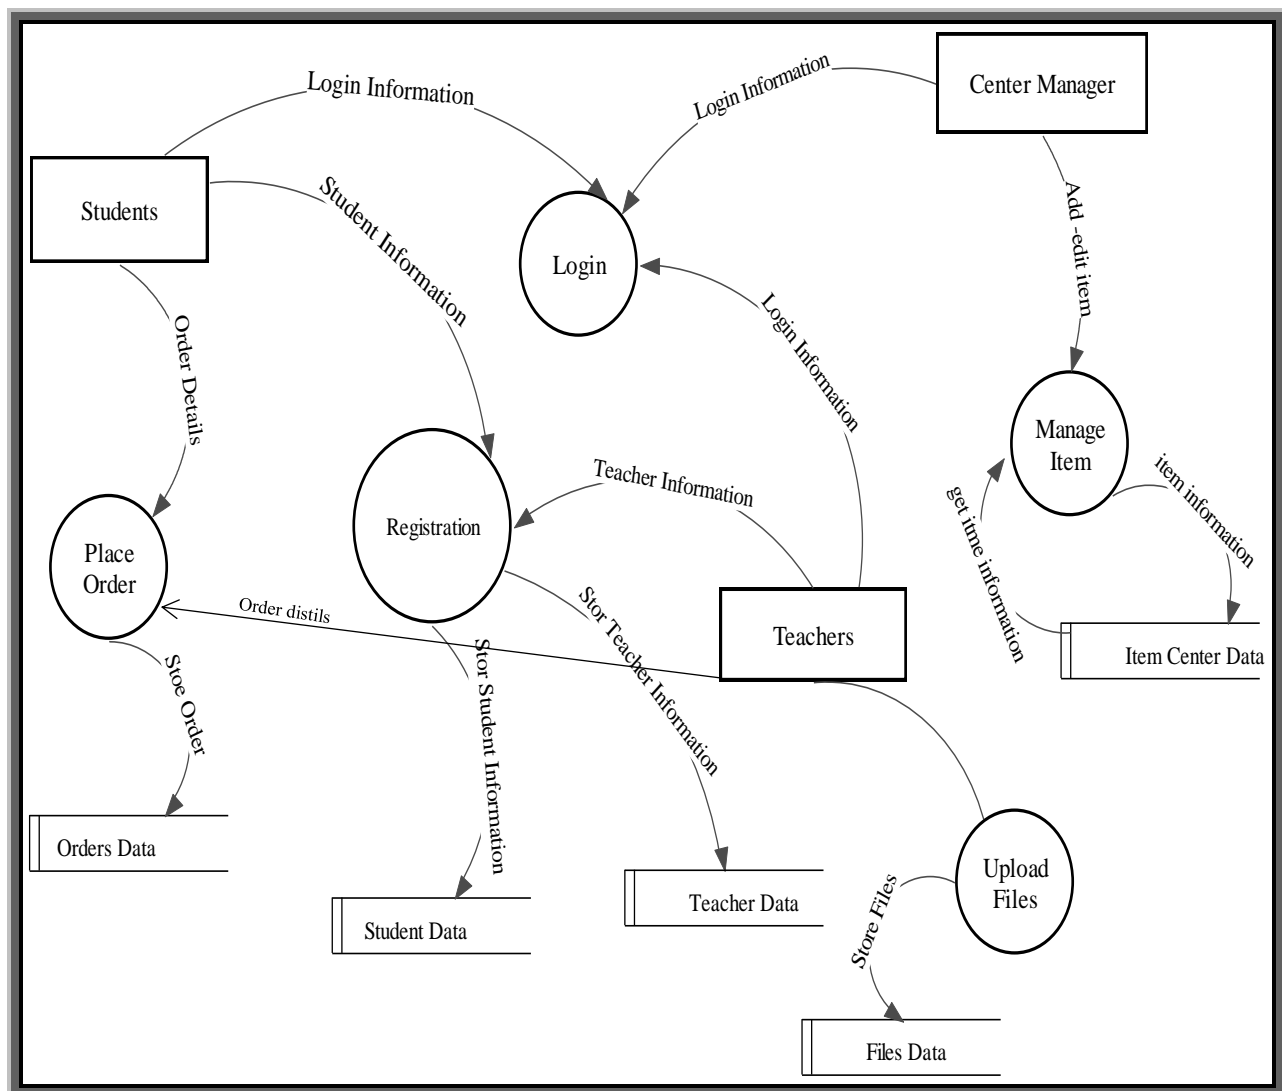 Login Information
Login Information
Center Manager
Students
Student Information
Add -edit item
Login
Login Information
Order Details
Manage
Item
Teacher Information
item information
get itme information
Registration
Place
Order
Order distils
Stor Teacher Information
Teachers
Item Center Data
Stoe Order
Stor Student Information
Orders Data
Upload
Files
Teacher Data
Store Files
Student Data
Files Data